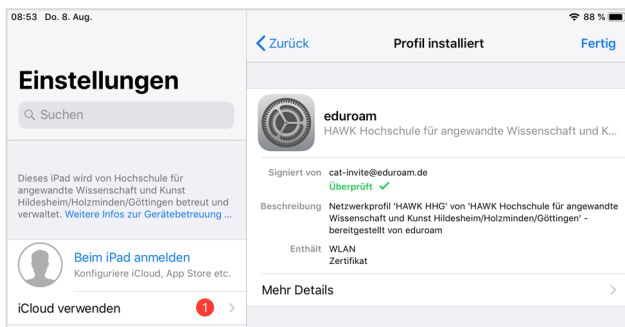 08:53 Do. 8. Aug.
88 %
Einstellungen
Suchen
Dieses iPad wird von Hochschule für
angewandte Wissenschaft und Kunst
Hildesheim/Holzminden/Göttingen betreut und
verwaltet. Weitere Infos zur Gerätebetreuung ...
Beim iPad anmelden
Konfiguriere iCloud, App Store etc.
iCloud verwenden
1
Zurück
Profil installiert
Fertig
eduroam
HAWK Hochschule für angewandte Wissenschaft und K...
Signiert von cat-invite@eduroam.de
Überprüft ✓
Beschreibung Netzwerkprofil 'HAWK HHG' von 'HAWK Hochschule für angewandte
Wissenschaft und Kunst Hildesheim/Holzminden/Göttingen' -
bereitgestellt von eduroam
Enthält WLAN
Zertifikat
Mehr Details